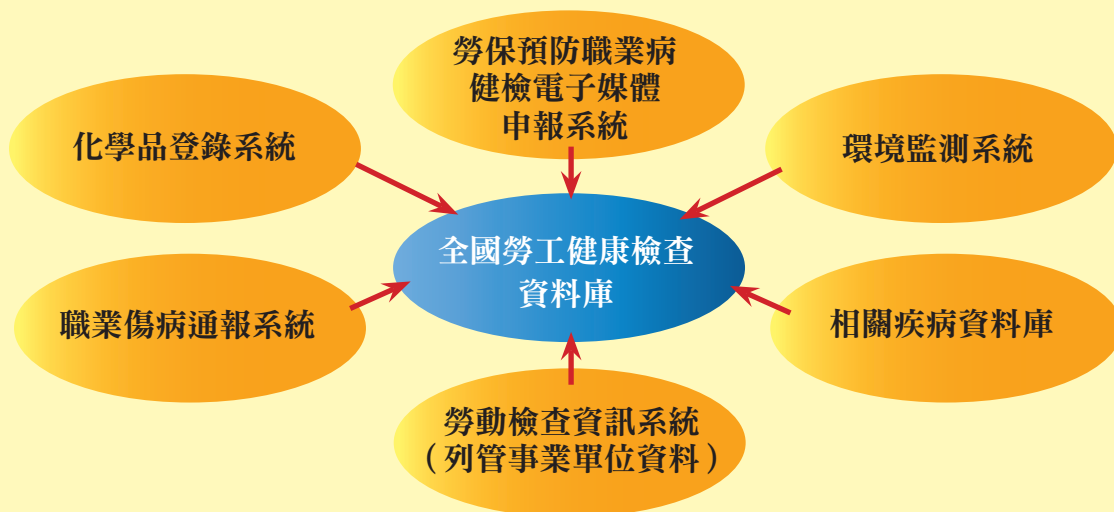 勞保預防職業病
健檢電子媒體
申報系統
化學品登錄系統
環境監測系統
全國勞工健康檢查
資料庫
職業傷病通報系統
相關疾病資料庫
勞動檢查資訊系統
（列管事業單位資料）